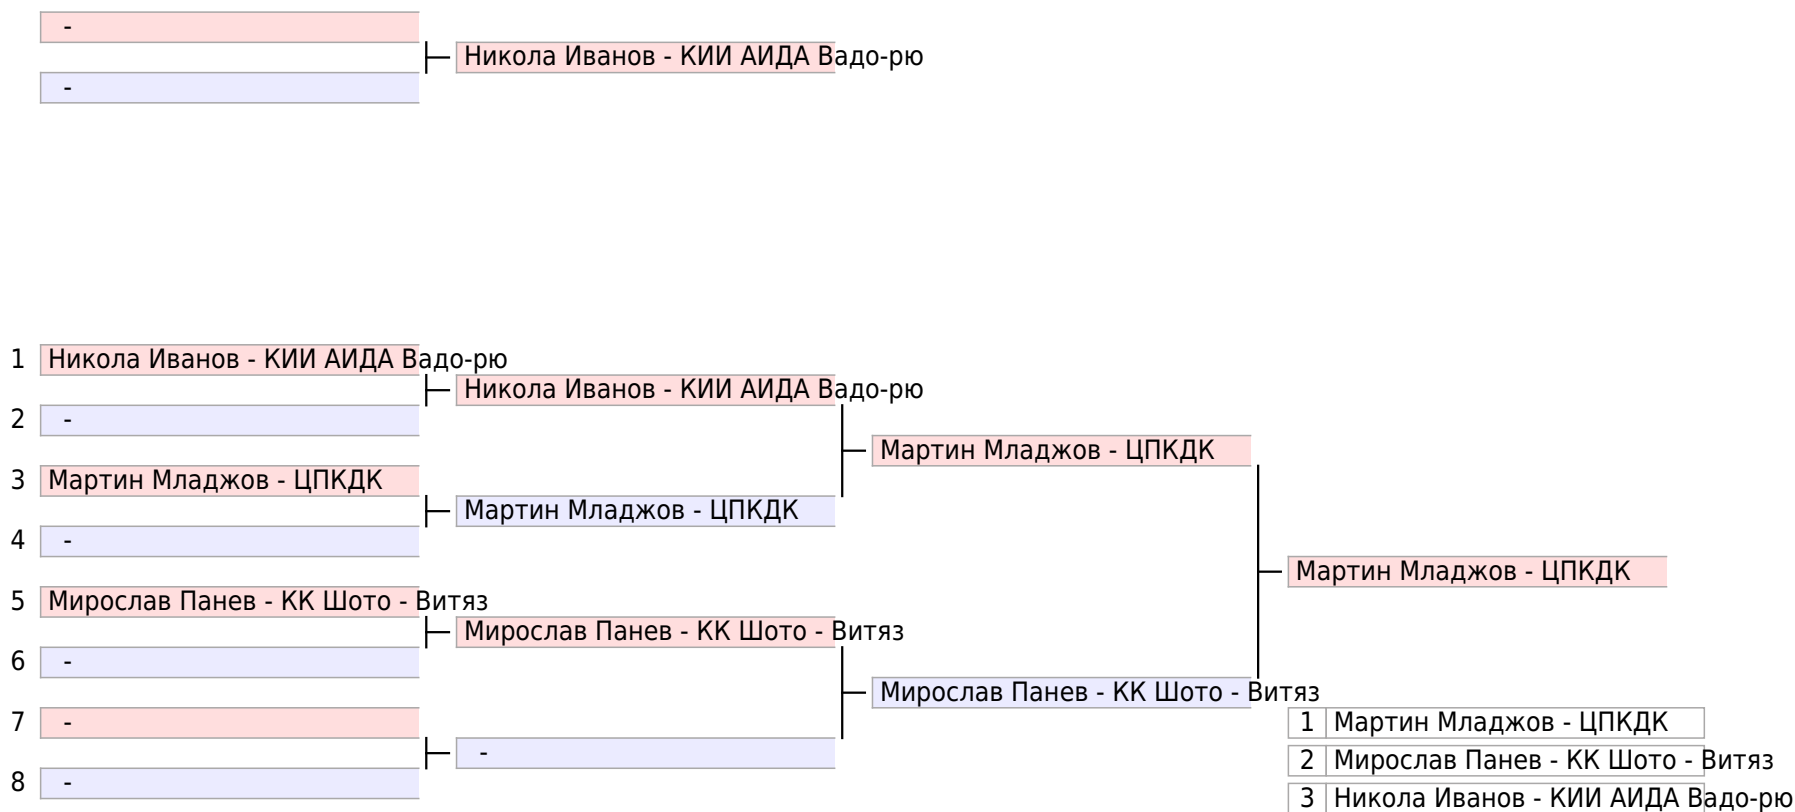 -
Никола Иванов - КИИ АИДА Вадо-рю
-
1 Никола Иванов - КИИ АИДА Вадо-рю
Никола Иванов - КИИ АИДА Вадо-рю
2 -
Мартин Младжов - ЦПКДК
3 Мартин Младжов - ЦПКДК
Мартин Младжов - ЦПКДК
4 -
Мартин Младжов - ЦПКДК
5 Мирослав Панев - КК Шото - Витяз
Мирослав Панев - КК Шото - Витяз
6 -
Мирослав Панев - КК Шото - Витяз
7 -
-
8 -
1 Мартин Младжов - ЦПКДК
2 Мирослав Панев - КК Шото - Витяз
3 Никола Иванов - КИИ АИДА Вадо-рю